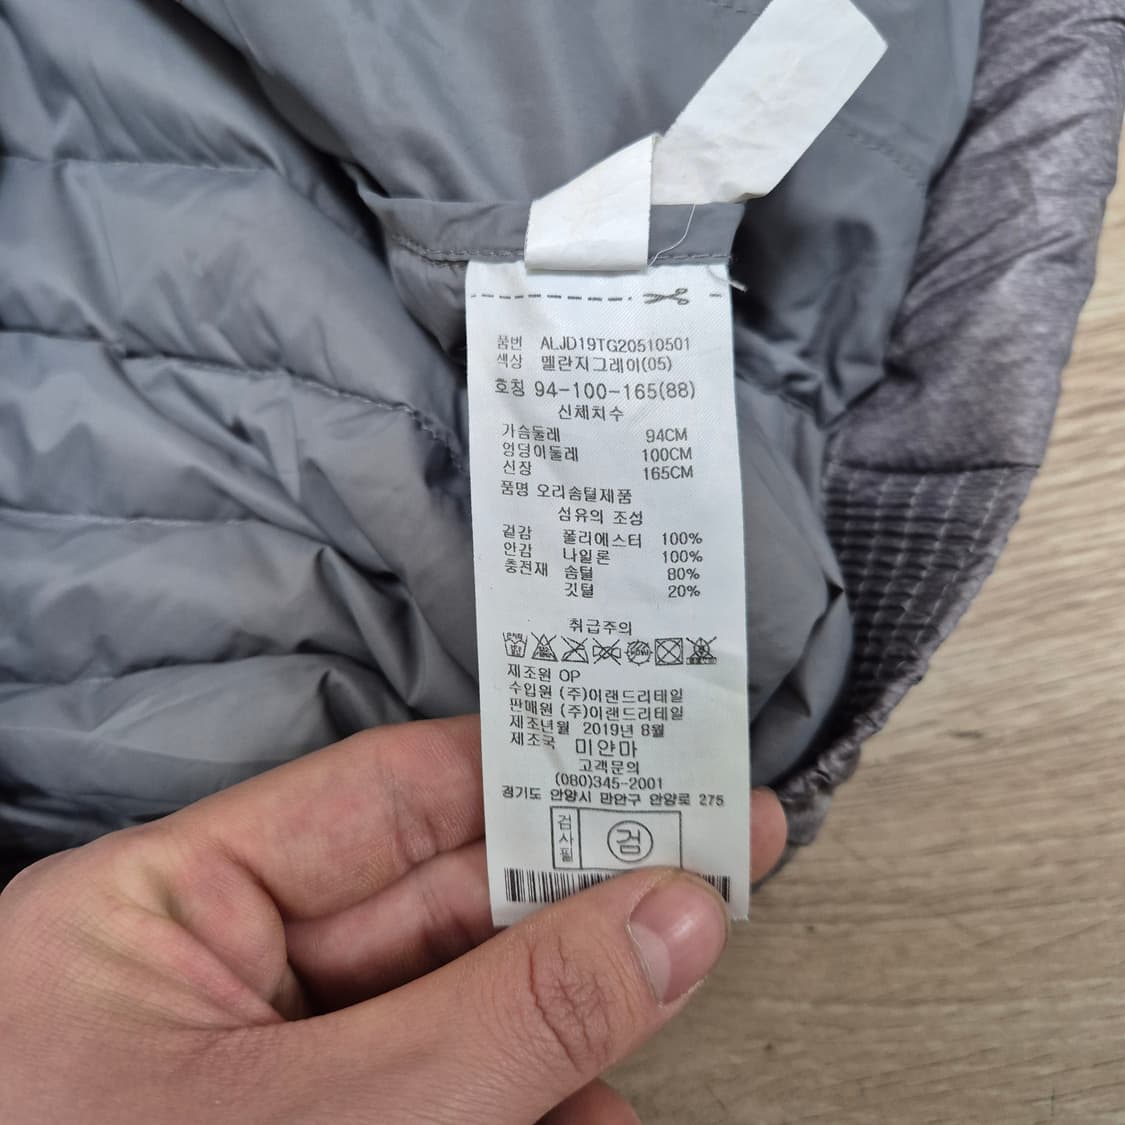 품번 ALJD19TG20510501
색상 멜란지그레이(05)
호칭 94-100-165(88)
신체치수
가슴둘레 94CM
엉덩이둘레 100CM
신장 165CM
품명 오리솜털제품
섬유의 조성
겉감 폴리에스터 100%
안감 나일론 100%
충전재 솜털 80%
깃털 20%
취급주의
제조원 OP
수입원 (주)이랜드리테일
판매원 (주)이랜드리테일
제조년월 2019년 8월
제조국 미얀마
고객문의
(080)345-2001
경기도 안양시 만안구 안양로 275
검사필
검